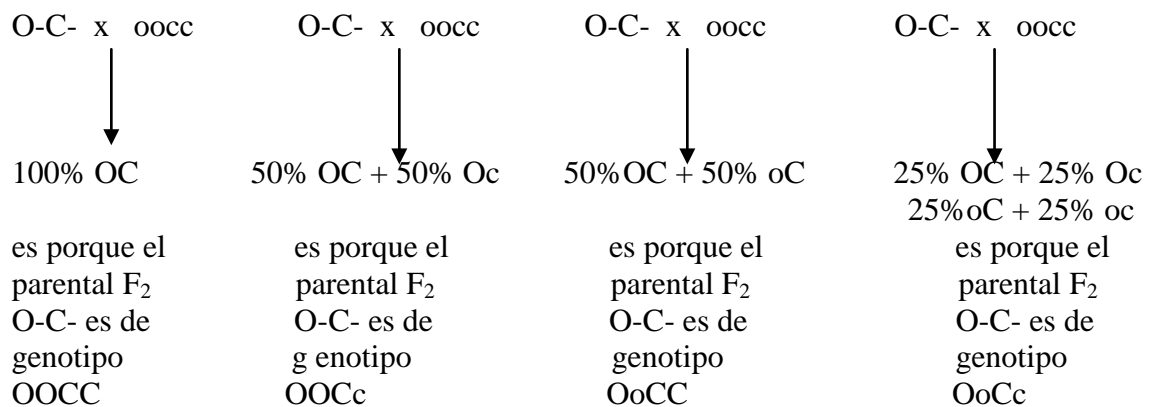 O-C- x oocc O-C- x oocc O-C- x oocc O-C- x oocc
100% OC 50% OC + 50% Oc 50%OC + 50% oC 25% OC + 25% Oc
25%oC + 25% oc
es porque el es porque el es porque el es porque el
parental F₂ parental F₂ parental F₂ parental F₂
O-C- es de O-C- es de O-C- es de O-C- es de
genotipo g enotipo genotipo genotipo
OOCC OOCc OoCC OoCc